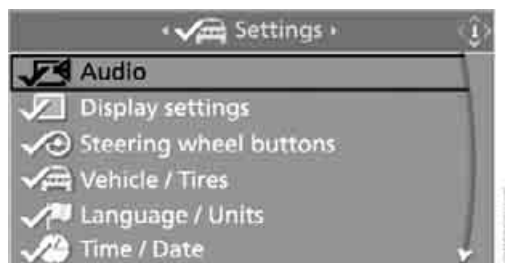 Settings
Audio
Display settings
Steering wheel buttons
Vehicle / Tires
Language / Units
Time / Date